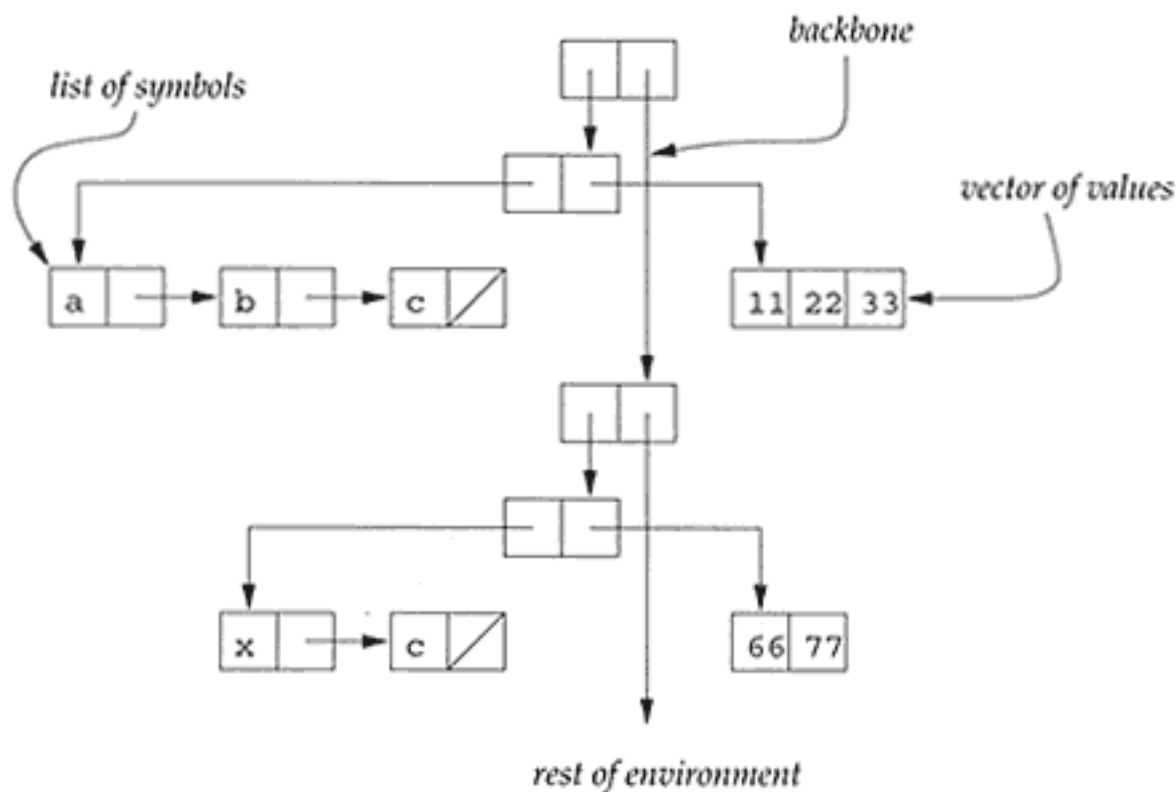 backbone
list of symbols
vector of values
a b c
11 22 33
x c
66 77
rest of environment